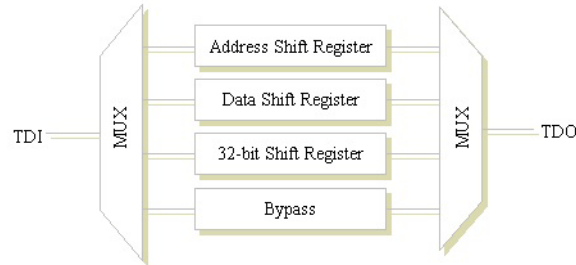 Address Shift Register
Data Shift Register
TDI
MUX
MUX
TDO
32-bit Shift Register
Bypass